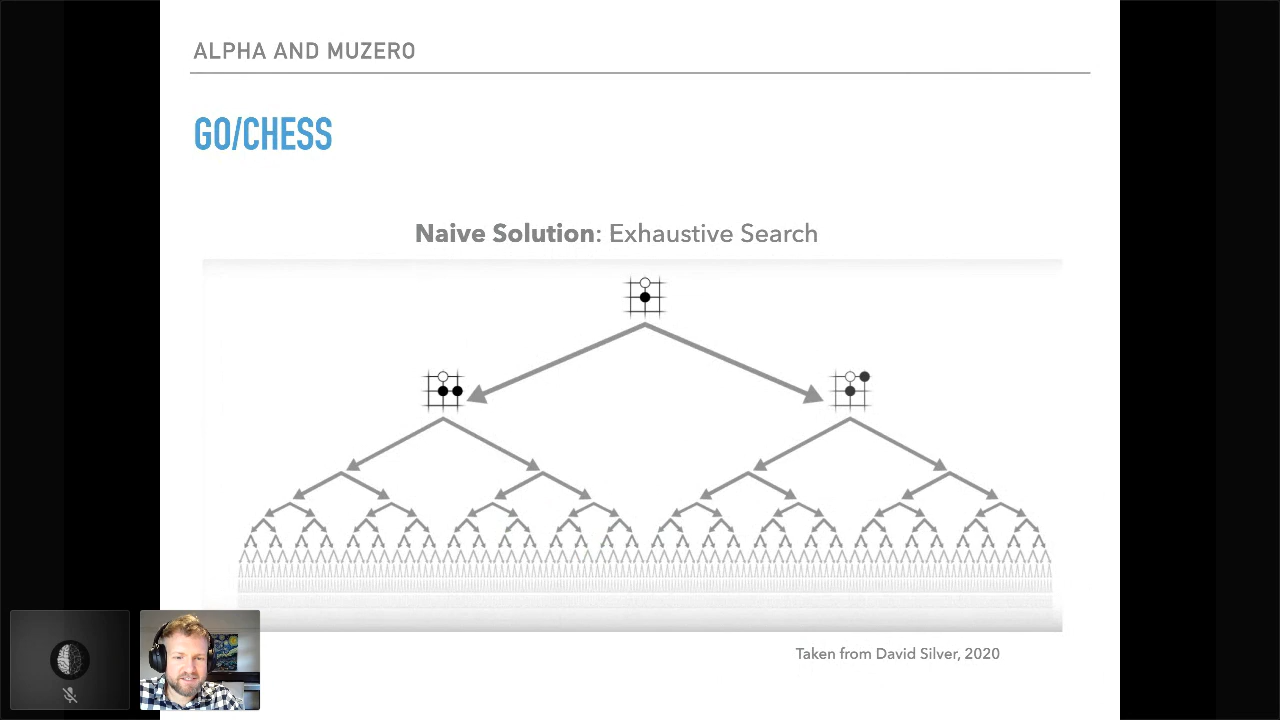 ALPHA AND MUZERO
GO/CHESS
Naive Solution: Exhaustive Search
Taken from David Silver, 2020